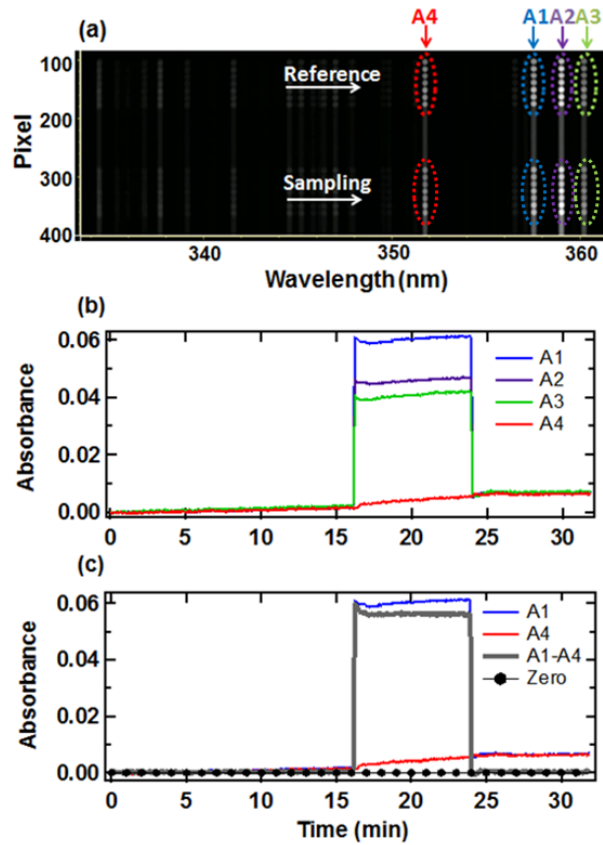 (a) A4 A1 A2 A3
100
Reference
200
Pixel
300
Sampling
400
340 350 360
Wavelength (nm)
(b)
0.06
A1
A2
0.04
A3
A4
Absorbance
0.02
0.00
0 5 10 15 20 25 30
(c)
0.06
A1
A4
0.04
A1-A4
Zero
Absorbance
0.02
0.00
0 5 10 15 20 25 30
Time (min)